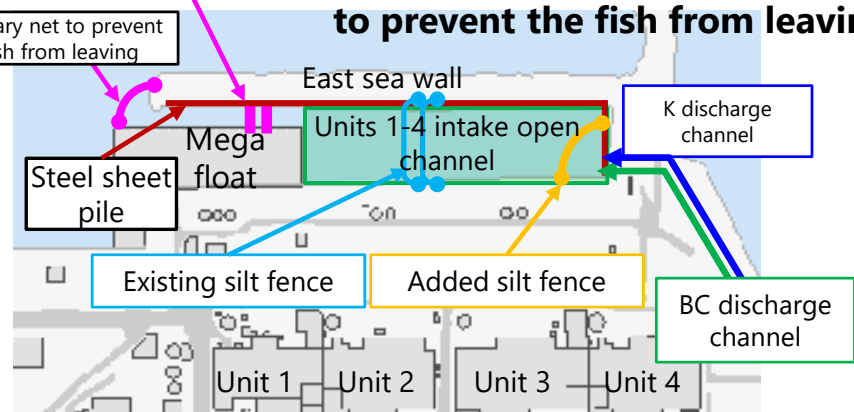 to prevent the fish from leavin
ary net to prevent
sh from leaving
East sea wall
K discharge
channel
Mega
float
Units 1-4 intake open
channel
Steel sheet
pile
Existing silt fence
Added silt fence
BC discharge
channel
Unit 1
Unit 2
Unit 3
Unit 4